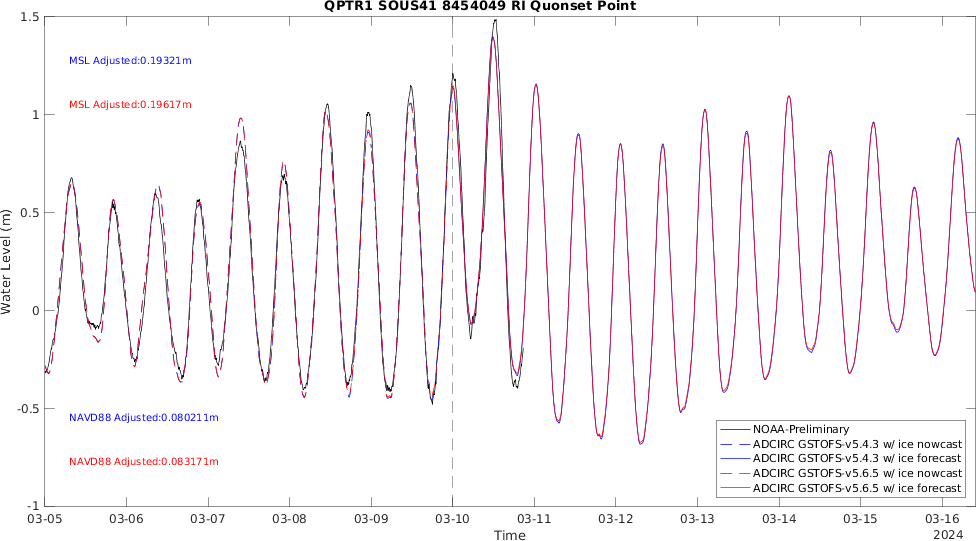 QPTR1 SOUS41 8454049 RI Quonset Point
1.5
1
0.5
0
-0.5
-1
Water Level (m)
MSL Adjusted:0.19321m
MSL Adjusted:0.19617m
NAVD88 Adjusted:0.080211m
NAVD88 Adjusted:0.083171m
NOAA-Preliminary
ADCIRC GSTOFS-v5.4.3 w/ ice nowcast
ADCIRC GSTOFS-v5.4.3 w/ ice forecast
ADCIRC GSTOFS-v5.6.5 w/ ice nowcast
ADCIRC GSTOFS-v5.6.5 w/ ice forecast
03-05 03-06 03-07 03-08 03-09 03-10 03-11 03-12 03-13 03-14 03-15 03-16
Time
2024